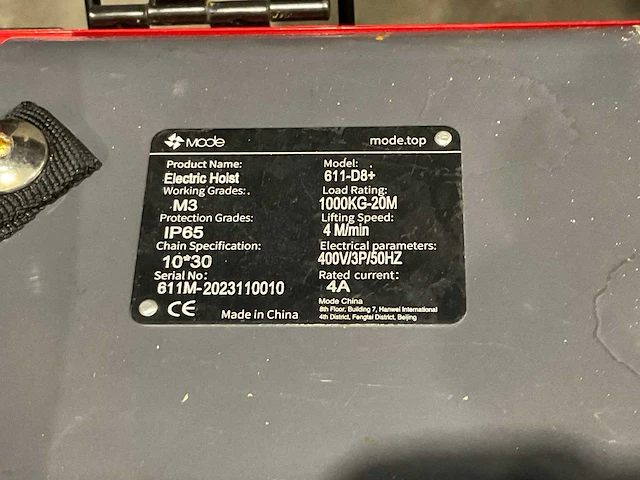 Mode mode.top
Product Name: Model:
Electric Hoist 611-D8+
Working Grades: Load Rating:
M3 1000KG-20M
Protection Grades: Lifting Speed:
IP65 4 M/min
Chain Specification: Electrical parameters:
10*30 400V/3P/50HZ
Serial No: Rated current:
611M-2023110010 4A
CE Made in China
Mode China
8th Floor, Building 7, Hanwei International
4th District, Fengtai District, Beijing